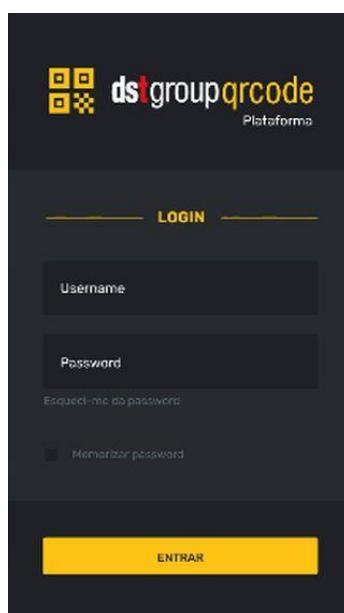 dstgroupqrcode
Plataforma
LOGIN
Username
Password
Esqueci-me da password
Memorizar password
ENTRAR